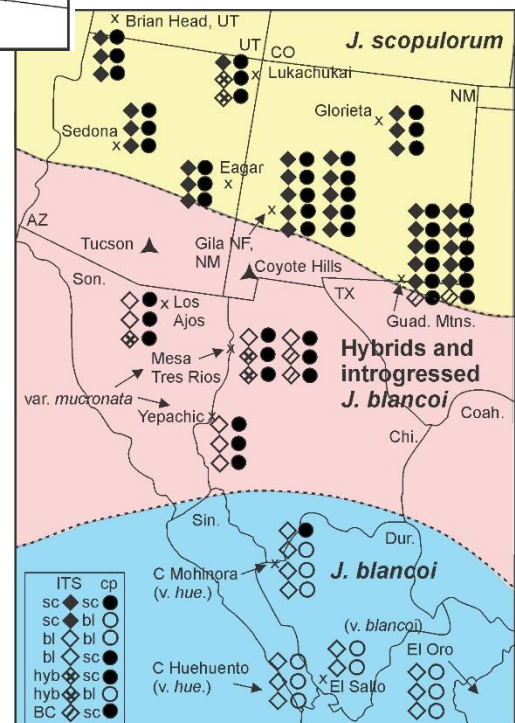 Brian Head, UT
J. scopulorum
UT
CO
Lukachukai
NM
Glorieta
Sedona
Eagar
AZ
Tucson
Gila NF,
NM
Coyote Hills
Son.
TX
Guad. Mtns.
Los
Ajos
Hybrids and
introgressed
J. blancoi
Mesa
Tres Rios
var. mucronata
Yepachic
Coah.
Chi.
Sin.
Dur.
C Mohinora
(v. hue.)
J. blancoi
(v. blancoi)
El Oro
C Huehuento
(v. hue.)
El Salto
ITS cp
sc sc
sc bl
bl bl
bl sc
hyb sc
hyb bl
BC sc